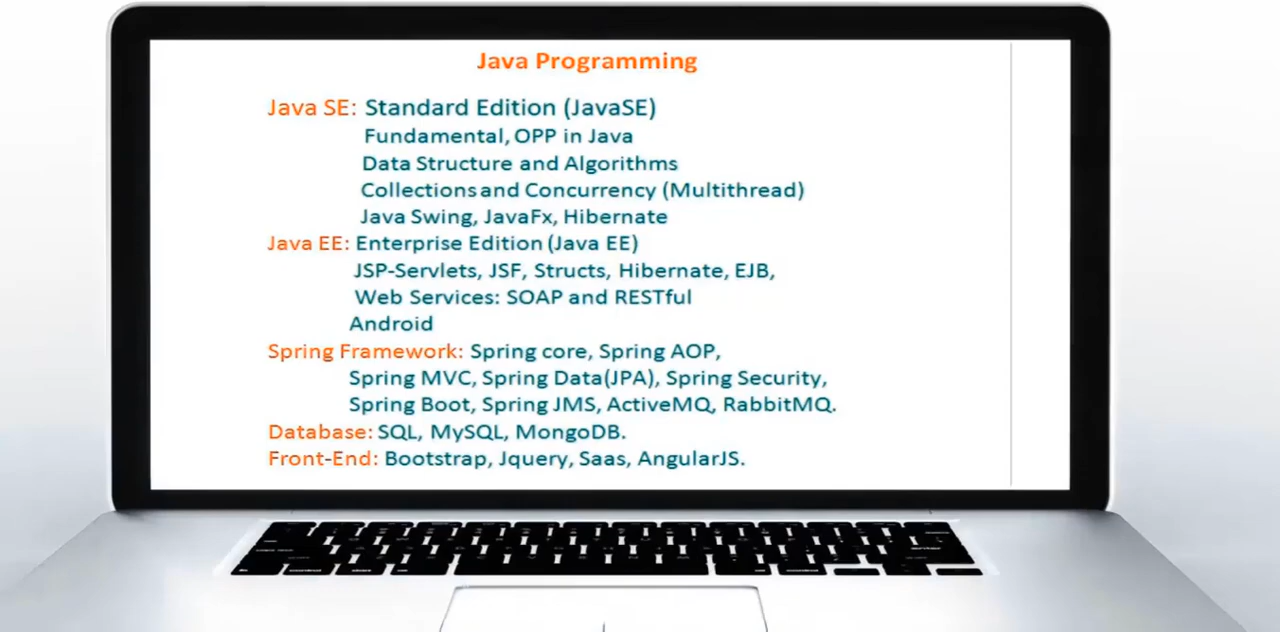 Java Programming
Java SE: Standard Edition (JavaSE)
Fundamental, OPP in Java
Data Structure and Algorithms
Collections and Concurrency (Multithread)
Java Swing, JavaFx, Hibernate
Java EE: Enterprise Edition (Java EE)
JSP-Servlets, JSF, Structs, Hibernate, EJB,
Web Services: SOAP and RESTful
Android
Spring Framework: Spring core, Spring AOP,
Spring MVC, Spring Data(JPA), Spring Security,
Spring Boot, Spring JMS, ActiveMQ, RabbitMQ.
Database: SQL, MySQL, MongoDB.
Front-End: Bootstrap, Jquery, Saas, AngularJS.